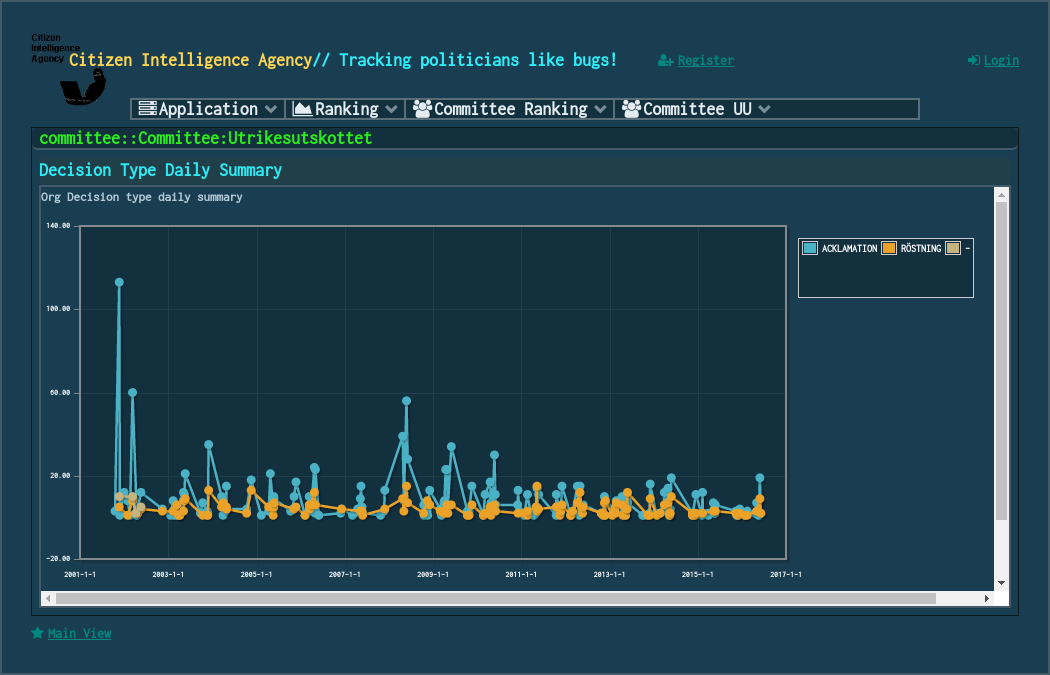 Citizen
Intelligence
Agency
Citizen Intelligence Agency// Tracking politicians like bugs!
Register
Login
Application
Ranking
Committee Ranking
Committee UU
committee::Committee:Utrikesutskottet
Decision Type Daily Summary
Org Decision type daily summary
140.00
100.00
60.00
20.00
-20.00
2001-1-1
2003-1-1
2005-1-1
2007-1-1
2009-1-1
2011-1-1
2013-1-1
2015-1-1
2017-1-1
ACKLAMATION
RÖSTNING
-
Main View